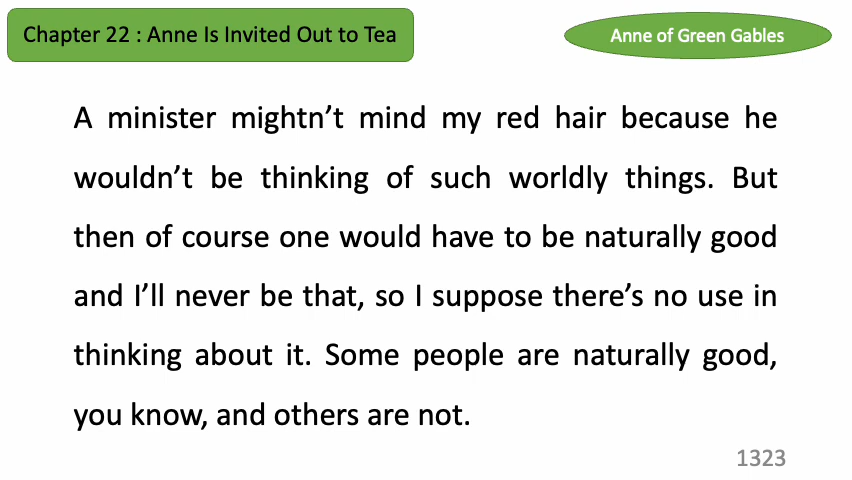 Chapter 22 : Anne Is Invited Out to Tea
Anne of Green Gables
A minister mightn’t mind my red hair because he
wouldn’t be thinking of such worldly things. But
then of course one would have to be naturally good
and I’ll never be that, so I suppose there’s no use in
thinking about it. Some people are naturally good,
you know, and others are not.
1323